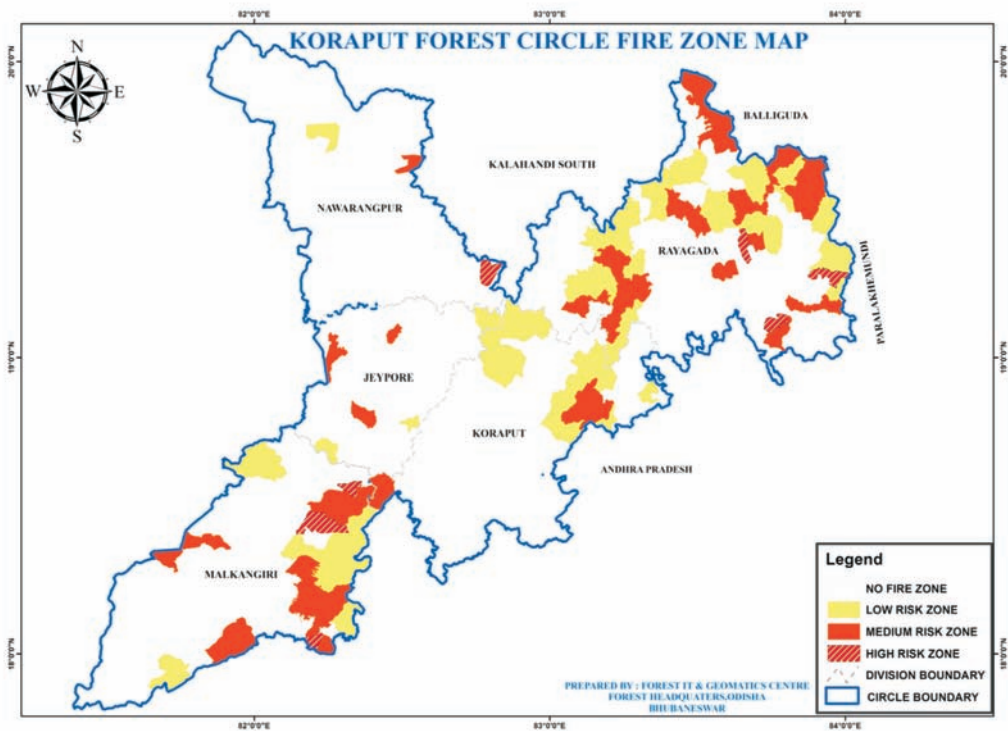 82°0'0"E 83°0'0"E 84°0'0"E
KORAPUT FOREST CIRCLE FIRE ZONE MAP
20°0'0"N 20°0'0"N
N
W E
S
BALLIGUDA
KALAHANDI SOUTH
NAWARANGPUR
RAYAGADA
PARALAKHEMUNDI
19°0'0"N 19°0'0"N
JEYPORE
KORAPUT
ANDHRA PRADESH
MALKANGIRI
18°0'0"N 18°0'0"N
Legend
NO FIRE ZONE
LOW RISK ZONE
MEDIUM RISK ZONE
HIGH RISK ZONE
DIVISION BOUNDARY
CIRCLE BOUNDARY
PREPARED BY : FOREST IT & GEOMATICS CENTRE
FOREST HEADQUATERS,ODISHA
BHUBANESWAR
82°0'0"E 83°0'0"E 84°0'0"E